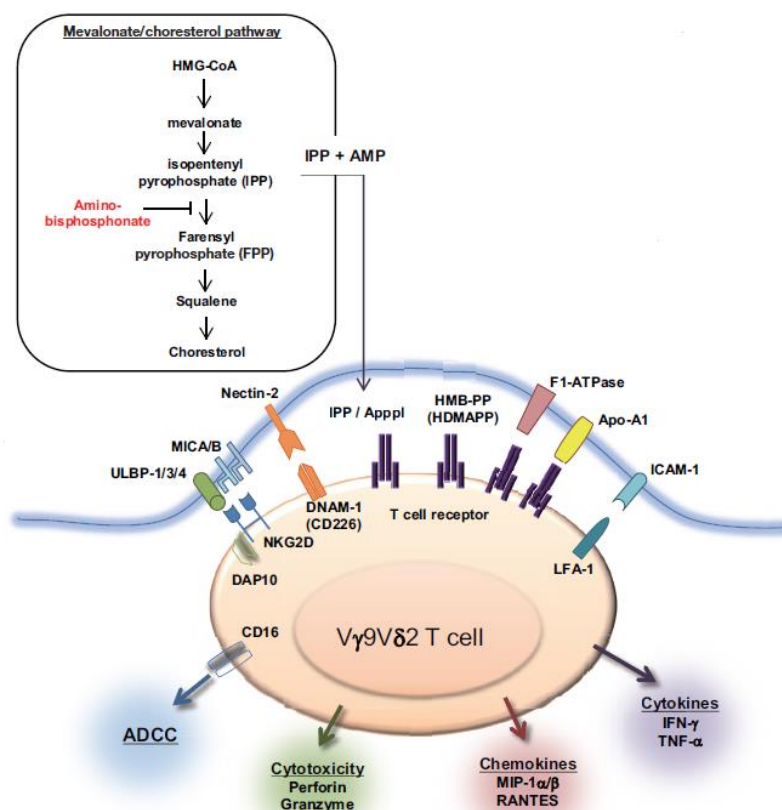 Mevalonate/choresterol pathway
HMG-CoA
mevalonate
isopentenyl
pyrophosphate (IPP)
Amino-
bisphosphonate
Farensyl
pyrophosphate (FPP)
Squalene
Choresterol
IPP + AMP
Nectin-2
MICA/B
ULBP-1/3/4
IPP / ApppI
HMB-PP
(HDMAPP)
F1-ATPase
Apo-A1
ICAM-1
DNAM-1
(CD226)
T cell receptor
NKG2D
LFA-1
DAP10
CD16
Vγ9Vδ2 T cell
ADCC
Cytotoxicity
Perforin
Granzyme
Chemokines
MIP-1α/β
RANTES
Cytokines
IFN-γ
TNF-α